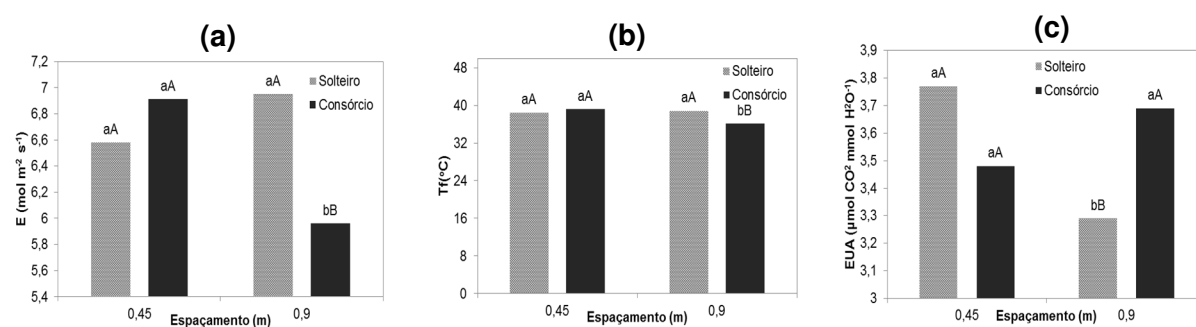 (a)
7,2
7
6,8
6,6
6,4
6,2
6
5,8
5,6
5,4
E (mol m⁻² s⁻¹)
aA
aA
aA
bB
Solteiro
Consórcio
0,45
Espaçamento (m)
0,9
(b)
48
40
32
24
16
8
0
Tf(ºC)
aA
aA
aA
bB
Solteiro
Consórcio
0,45
Espaçamento (m)
0,9
(c)
3,9
3,8
3,7
3,6
3,5
3,4
3,3
3,2
3,1
3
EUA (µmol CO² mmol H²O⁻¹)
aA
aA
bB
aA
Solteiro
Consórcio
0,45
Espaçamento (m)
0,9